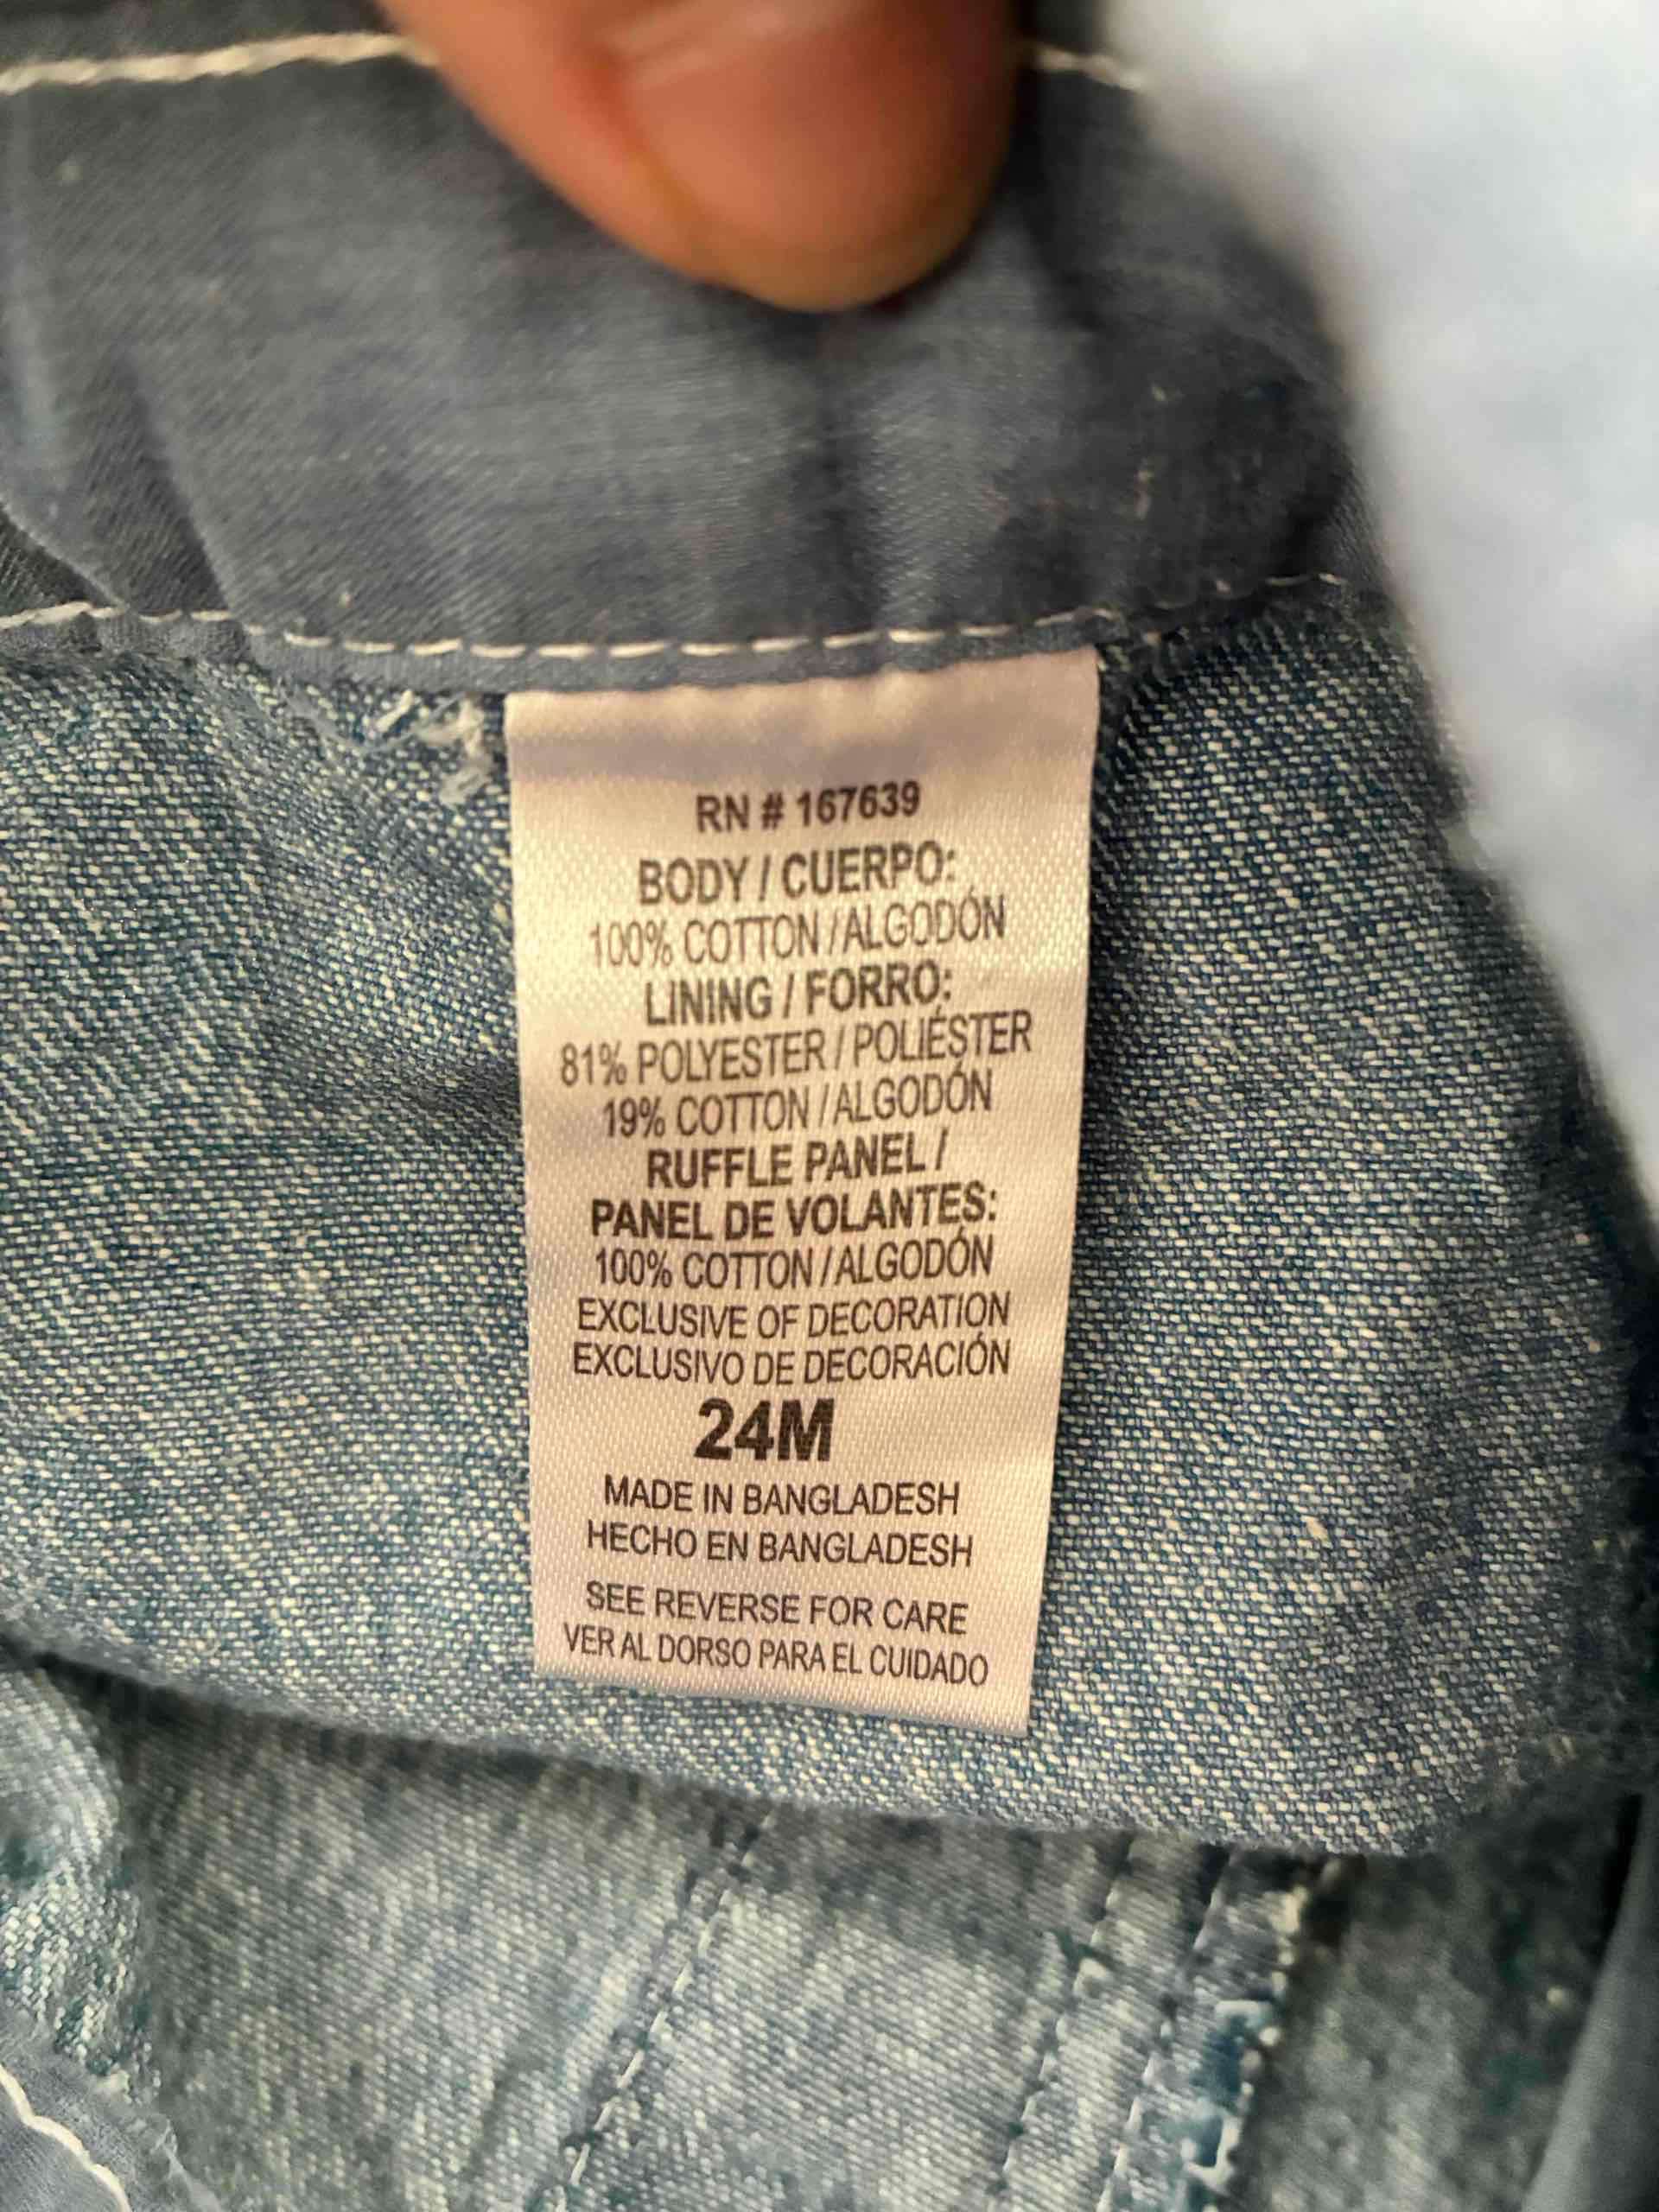 RN # 167639
BODY / CUERPO:
100% COTTON / ALGODÓN
LINING / FORRO:
81% POLYESTER / POLIÉSTER
19% COTTON / ALGODÓN
RUFFLE PANEL /
PANEL DE VOLANTES:
100% COTTON / ALGODÓN
EXCLUSIVE OF DECORATION
EXCLUSIVO DE DECORACIÓN
24M
MADE IN BANGLADESH
HECHO EN BANGLADESH
SEE REVERSE FOR CARE
VER AL DORSO PARA EL CUIDADO